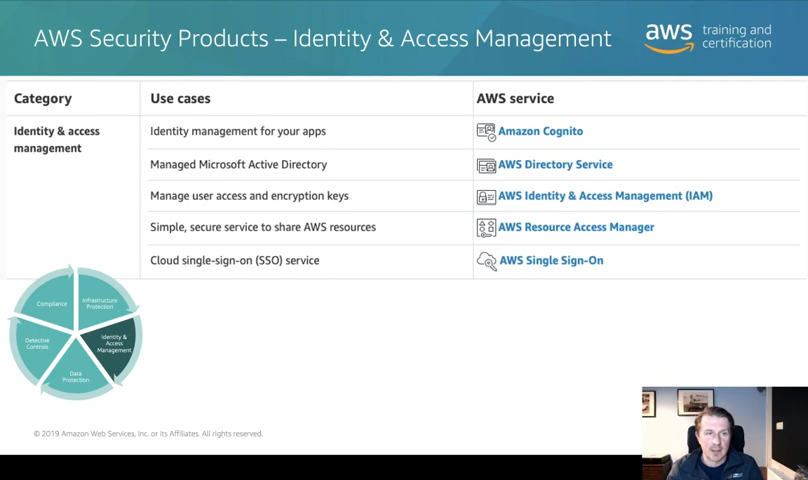 AWS Security Products – Identity & Access Management
aws training and
certification
Category Use cases AWS service
Identity & access
management
Identity management for your apps Amazon Cognito
Managed Microsoft Active Directory AWS Directory Service
Manage user access and encryption keys AWS Identity & Access Management (IAM)
Simple, secure service to share AWS resources AWS Resource Access Manager
Cloud single-sign-on (SSO) service AWS Single Sign-On
Compliance
Infrastructure
Protection
Identity &
Access
Management
Detective
Controls
Data
Protection
© 2019 Amazon Web Services, Inc. or its Affiliates. All rights reserved.